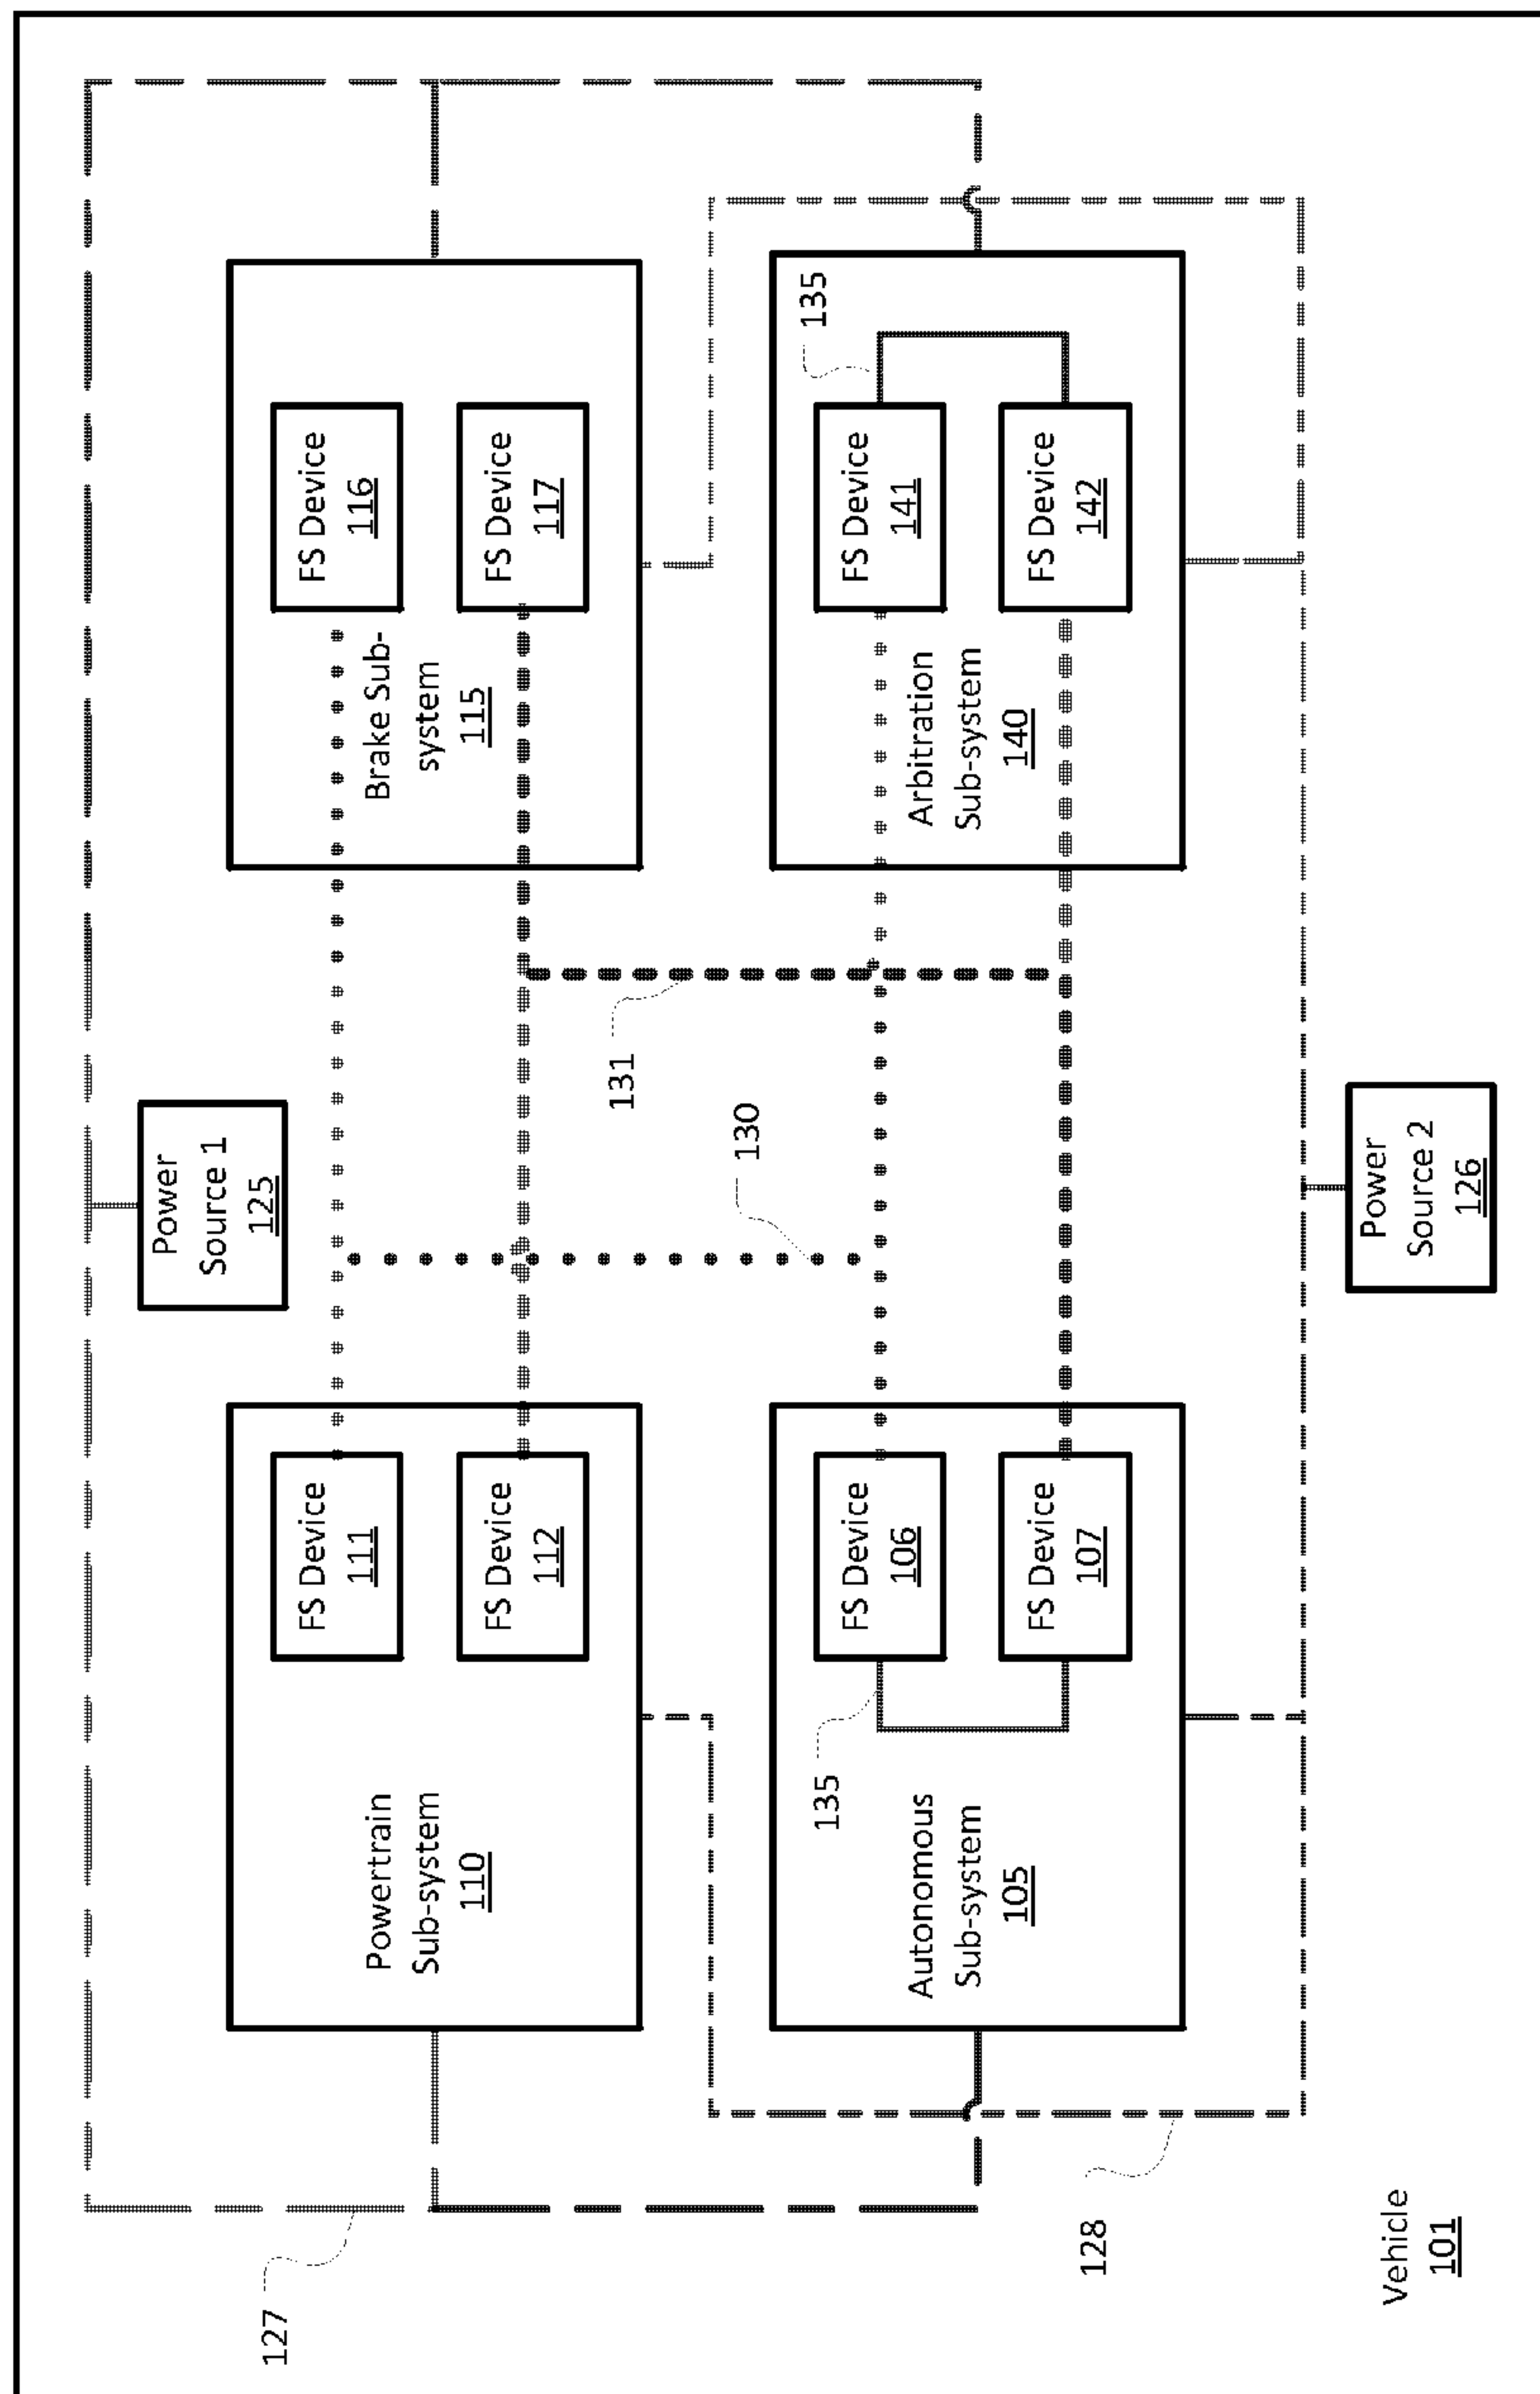 127
Power
Source 1
125
Powertrain
Sub-system
110
FS Device
111
FS Device
112
Brake Sub-
system
115
FS Device
116
FS Device
117
131
130
135
Autonomous
Sub-system
105
FS Device
106
FS Device
107
Arbitration
Sub-system
140
FS Device
141
FS Device
142
135
128
Power
Source 2
126
Vehicle
101